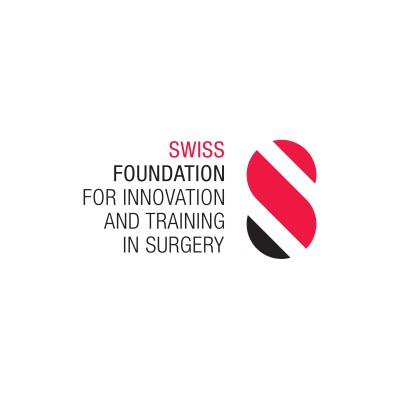 SWISS
FOUNDATION
FOR INNOVATION
AND TRAINING
IN SURGERY